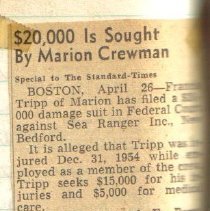 $20,000 Is Sought
By Marion Crewman
Special to The Standard-Times
BOSTON, April 26—
Tripp of Marion has filed a
000 damage suit in Federal
against Sea Ranger Inc.,
Bedford.
It is alleged that Tripp was
jured Dec. 31, 1954 while
ployed as a member of the
Tripp seeks $15,000 for his
juries and $5,000 for
care.